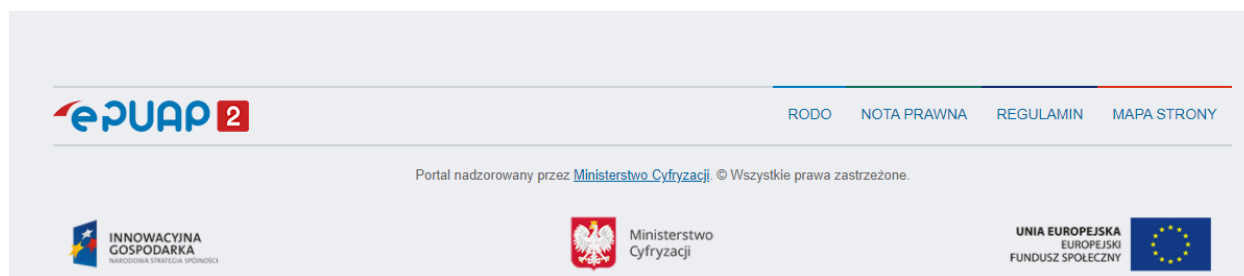 ePUAP 2
RODO NOTA PRAWNA REGULAMIN MAPA STRONY
Portal nadzorowany przez Ministerstwo Cyfryzacji. © Wszystkie prawa zastrzeżone.
INNOWACYJNA
GOSPODARKA
NARODOWA STRATEGIA SPÓJNOŚCI
Ministerstwo
Cyfryzacji
UNIA EUROPEJSKA
EUROPEJSKI
FUNDUSZ SPOŁECZNY